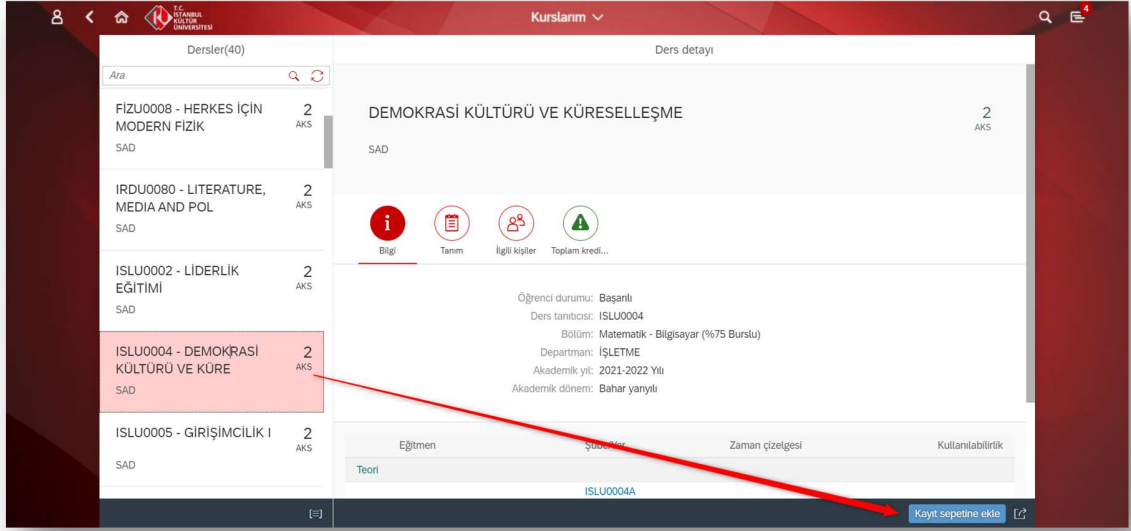 T.C.
İSTANBUL
KÜLTÜR
ÜNİVERSİTESİ
Kurslarım
4
Dersler(40)
Ders detayı
Ara
FİZU0008 - HERKES İÇİN
MODERN FİZİK
2
AKS
SAD
IRDU0080 - LITERATURE,
MEDIA AND POL
2
AKS
SAD
ISLU0002 - LİDERLİK
EĞİTİMİ
2
AKS
SAD
ISLU0004 - DEMOKRASİ
KÜLTÜRÜ VE KÜRE
2
AKS
SAD
ISLU0005 - GİRİŞİMCİLİK I
2
AKS
SAD
DEMOKRASİ KÜLTÜRÜ VE KÜRESELLEŞME
2
AKS
SAD
Bilgi Tanım İlgili kişiler Toplam kredi...
Öğrenci durumu: Başarılı
Ders tanıtıcısı: ISLU0004
Bölüm: Matematik - Bilgisayar (%75 Burslu)
Departman: İŞLETME
Akademik yıl: 2021-2022 Yılı
Akademik dönem: Bahar yarıyılı
Eğitmen Şube/Ver Zaman çizelgesi Kullanılabilirlik
Teori
ISLU0004A
Kayıt sepetine ekle